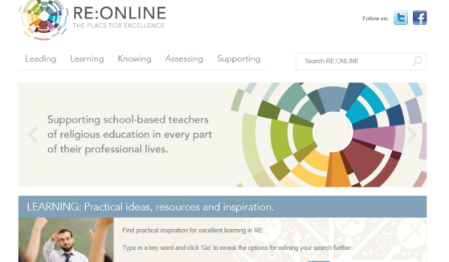 RE:ONLINE
THE PLACE FOR EXCELLENCE
Follow us:
Leading Learning Knowing Assessing Supporting
Search RE:ONLINE
Supporting school-based teachers
of religious education in every part
of their professional lives.
LEARNING: Practical ideas, resources and inspiration.
Find practical inspiration for excellent learning in RE
Type in a key word and click 'Go' to reveal the options for refining your search further.